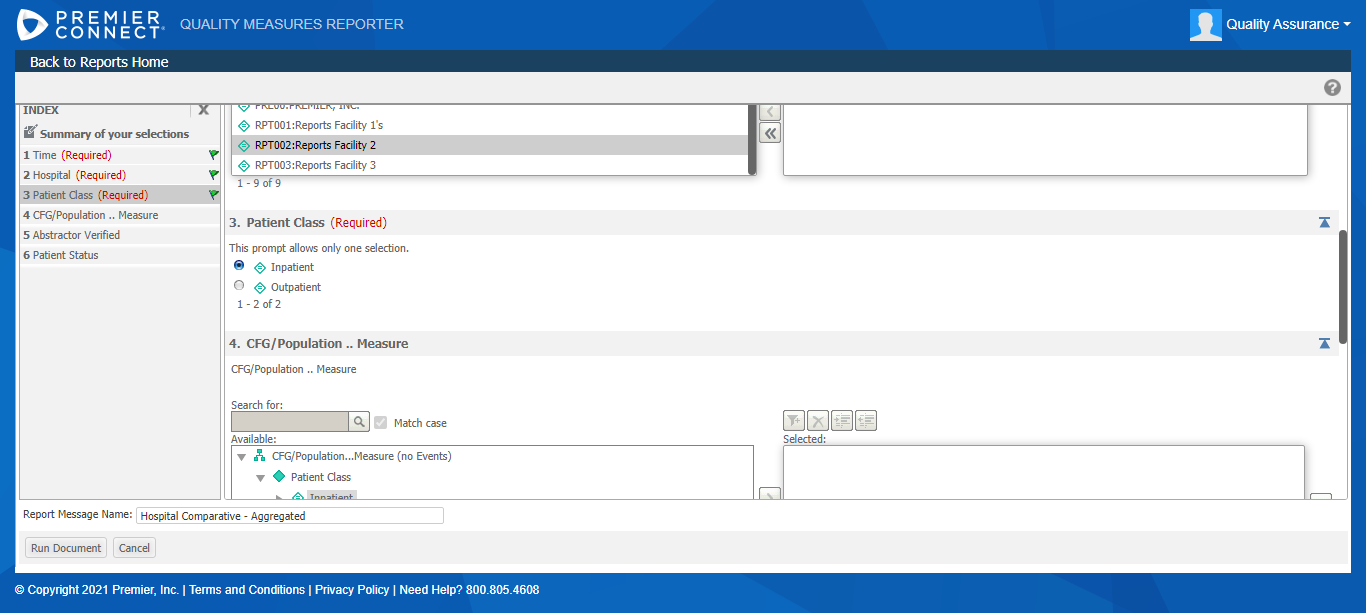 PREMIER CONNECT
QUALITY MEASURES REPORTER
Quality Assurance
Back to Reports Home
?
INDEX
X
Summary of your selections
1 Time (Required)
2 Hospital (Required)
3 Patient Class (Required)
4 CFG/Population .. Measure
5 Abstractor Verified
6 Patient Status
PRE00:PREMIER, INC.
RPT001:Reports Facility 1's
RPT002:Reports Facility 2
RPT003:Reports Facility 3
1 - 9 of 9
3. Patient Class (Required)
This prompt allows only one selection.
Inpatient
Outpatient
1 - 2 of 2
4. CFG/Population .. Measure
CFG/Population .. Measure
Search for:
Match case
Available:
CFG/Population...Measure (no Events)
Patient Class
Inpatient
Selected:
Report Message Name: Hospital Comparative - Aggregated
Run Document Cancel
© Copyright 2021 Premier, Inc. | Terms and Conditions | Privacy Policy | Need Help? 800.805.4608